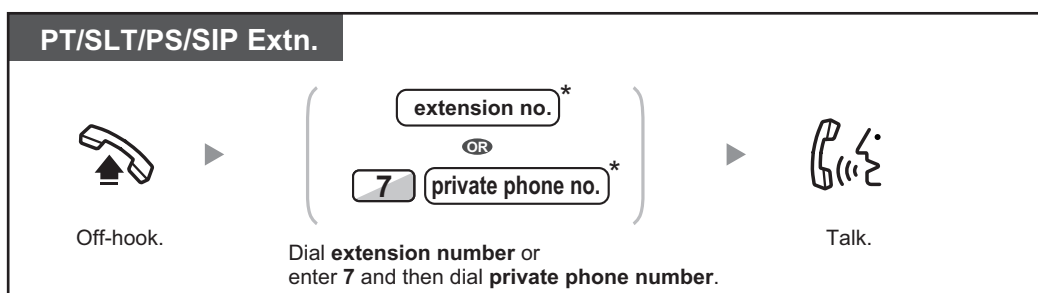 PT/SLT/PS/SIP Extn.
extension no.*
OR
7 private phone no.*
Off-hook.
Talk.
Dial extension number or
enter 7 and then dial private phone number.